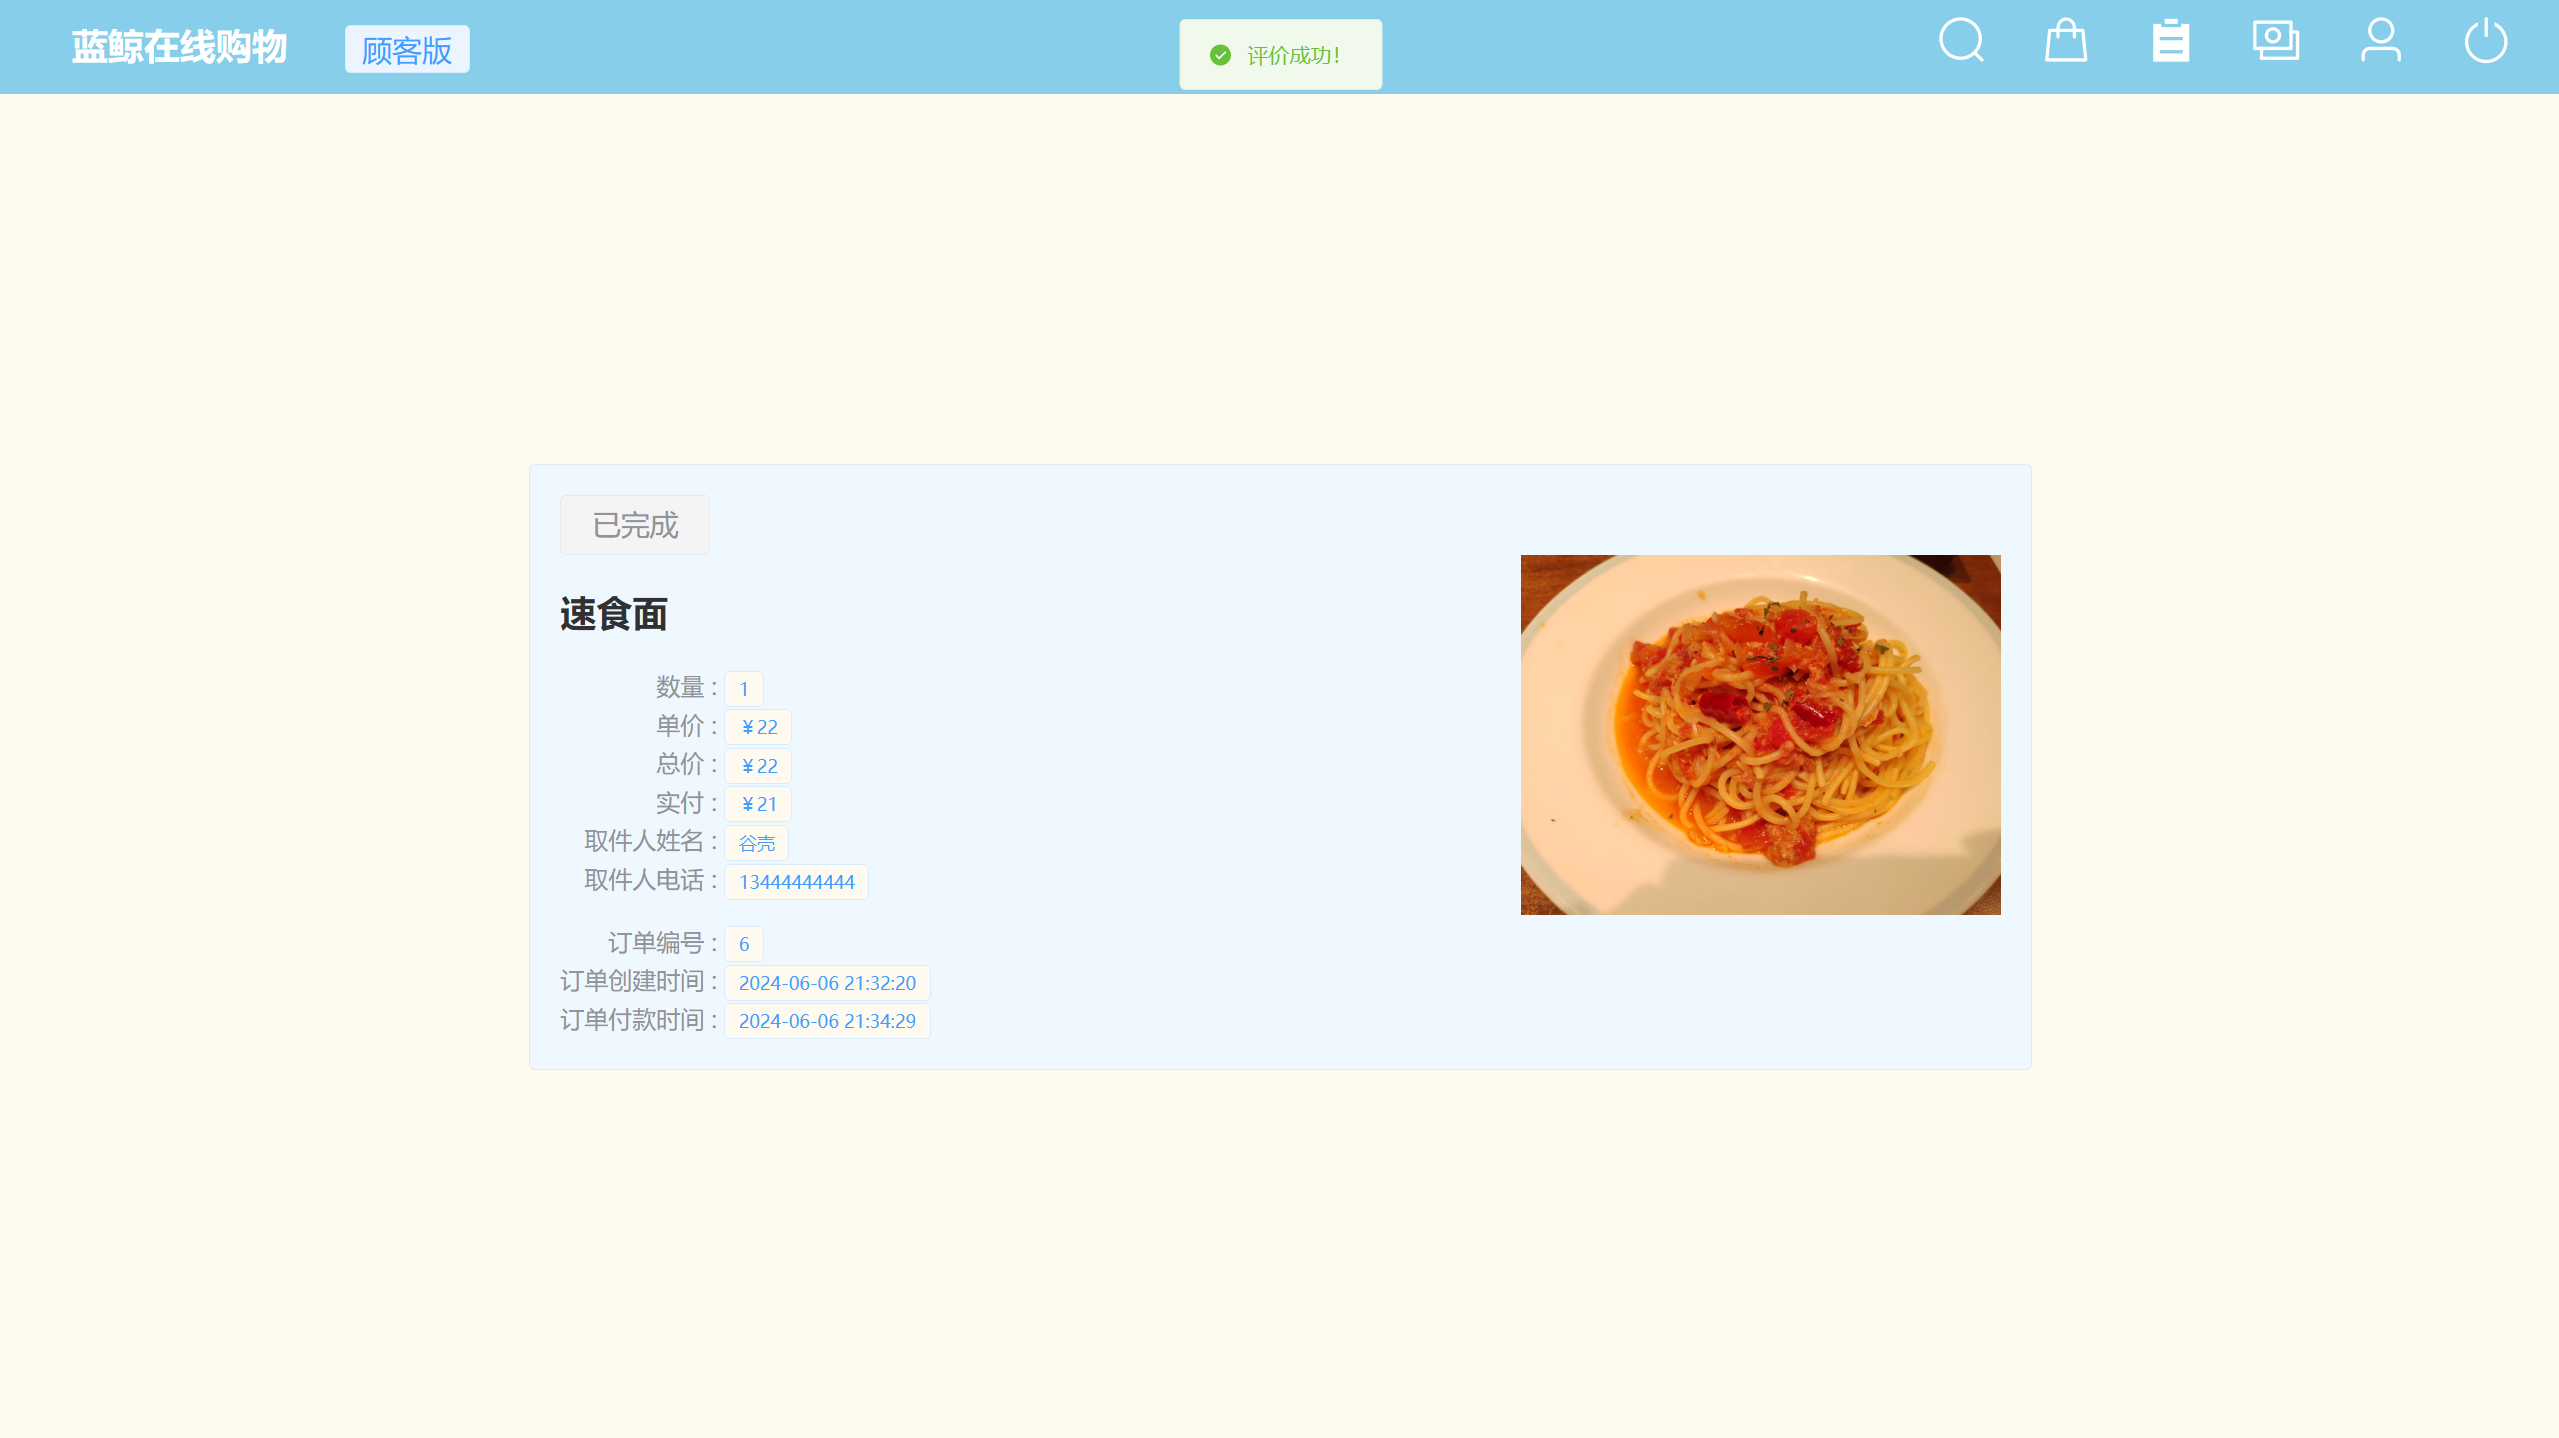 蓝鲸在线购物 顾客版 评价成功！
已完成
速食面
数量 : 1
单价 : ￥22
总价 : ￥22
实付 : ￥21
取件人姓名 : 谷壳
取件人电话 : 13444444444
订单编号 : 6
订单创建时间 : 2024-06-06 21:32:20
订单付款时间 : 2024-06-06 21:34:29